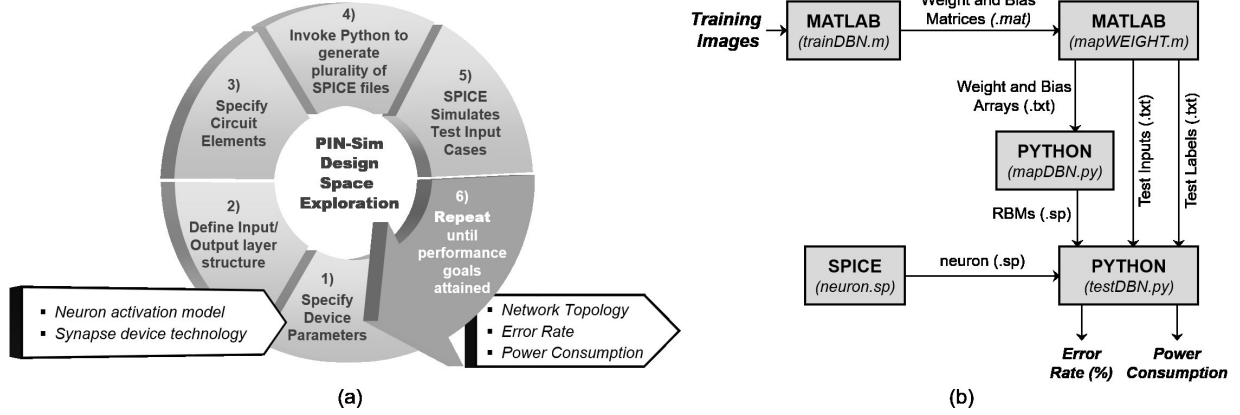 4)
Invoke Python to
generate
plurality of
SPICE files
5)
SPICE
Simulates
Test Input
Cases
3)
Specify
Circuit
Elements
PIN-Sim
Design
Space
Exploration
2)
Define Input/
Output layer
structure
6)
Repeat
until
performance
goals
attained
1)
Specify
Device
Parameters
▪ Neuron activation model
▪ Synapse device technology
▪ Network Topology
▪ Error Rate
▪ Power Consumption
(a)
Training
Images
MATLAB
(trainDBN.m)
Weight and Bias
Matrices (.mat)
MATLAB
(mapWEIGHT.m)
Weight and Bias
Arrays (.txt)
Test Inputs (.txt)
Test Labels (.txt)
PYTHON
(mapDBN.py)
RBMs (.sp)
SPICE
(neuron.sp)
neuron (.sp)
PYTHON
(testDBN.py)
Error
Rate (%)
Power
Consumption
(b)